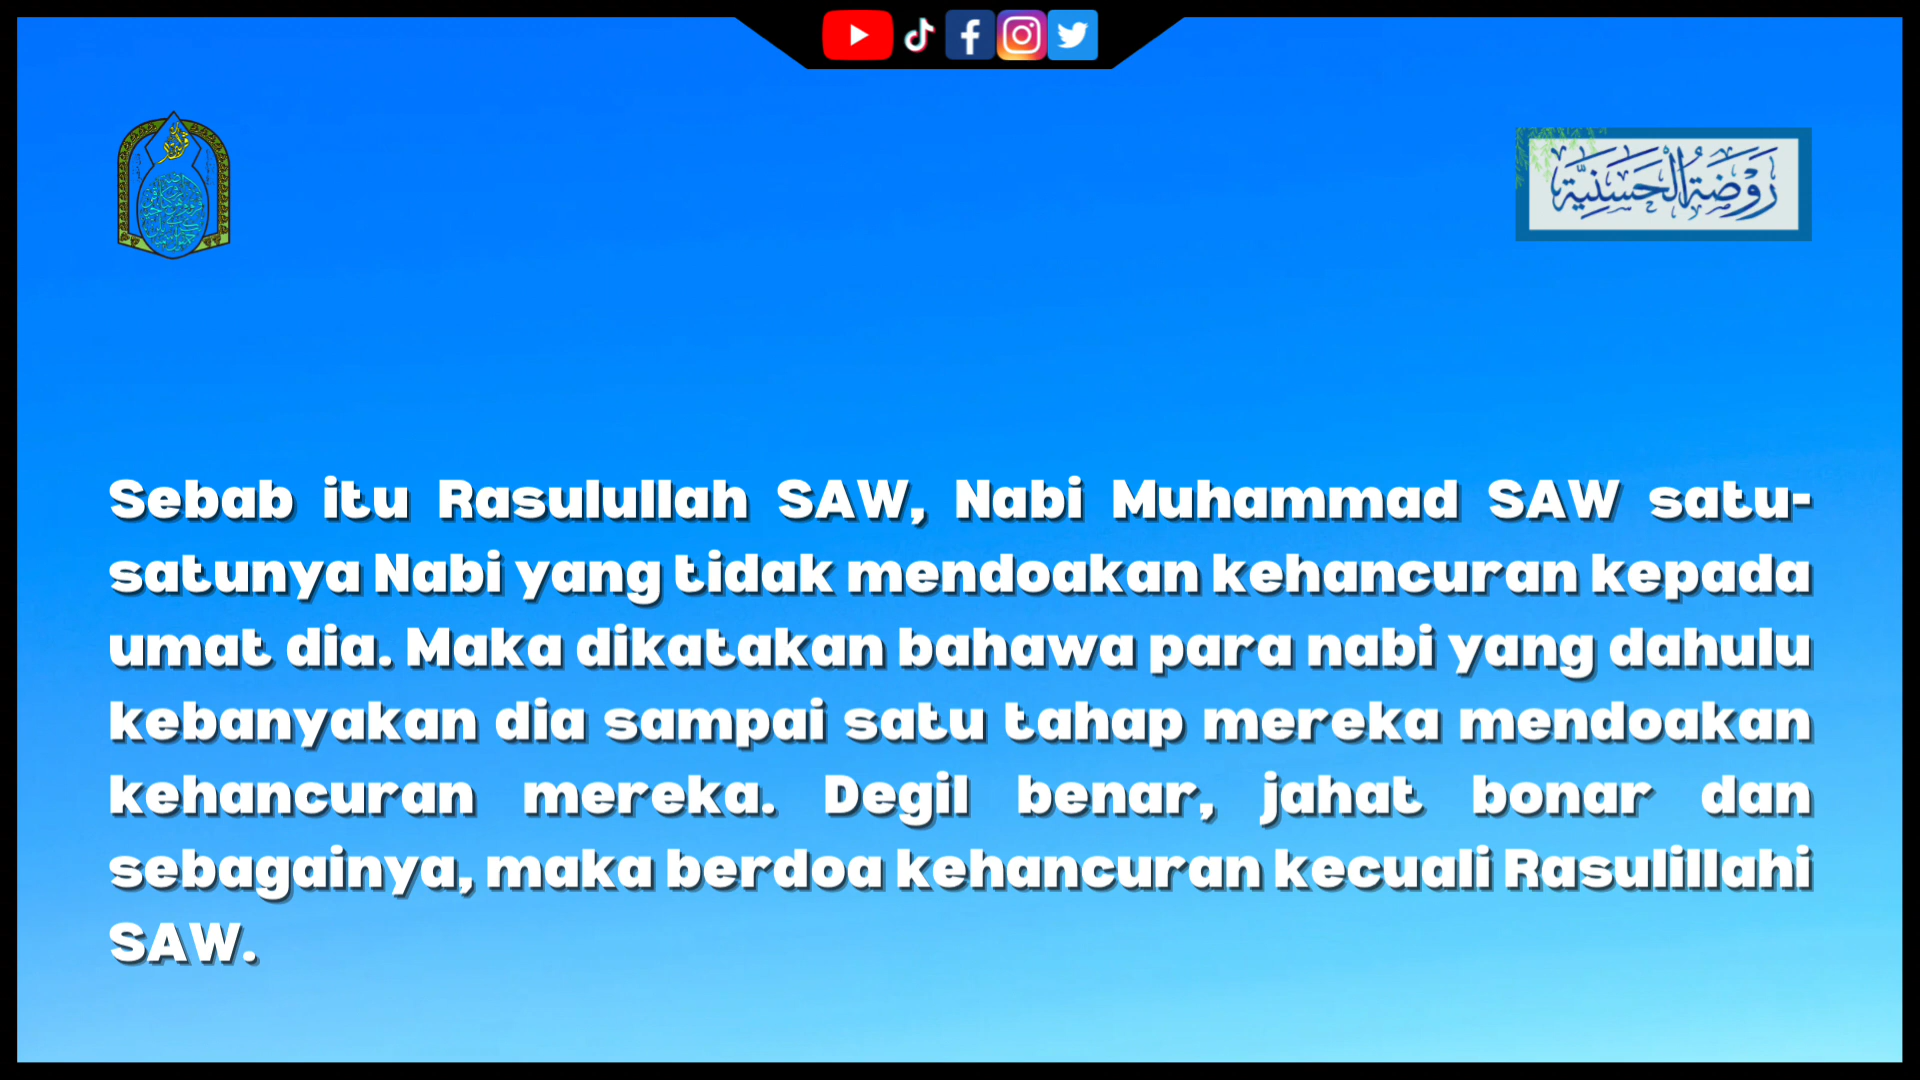 رَوْضَةُ الْحَسَنِيَّة
Sebab itu Rasulullah SAW, Nabi Muhammad SAW satu-
satunya Nabi yang tidak mendoakan kehancuran kepada
umat dia. Maka dikatakan bahawa para nabi yang dahulu
kebanyakan dia sampai satu tahap mereka mendoakan
kehancuran mereka. Degil benar, jahat bonar dan
sebagainya, maka berdoa kehancuran kecuali Rasulillahi
SAW.